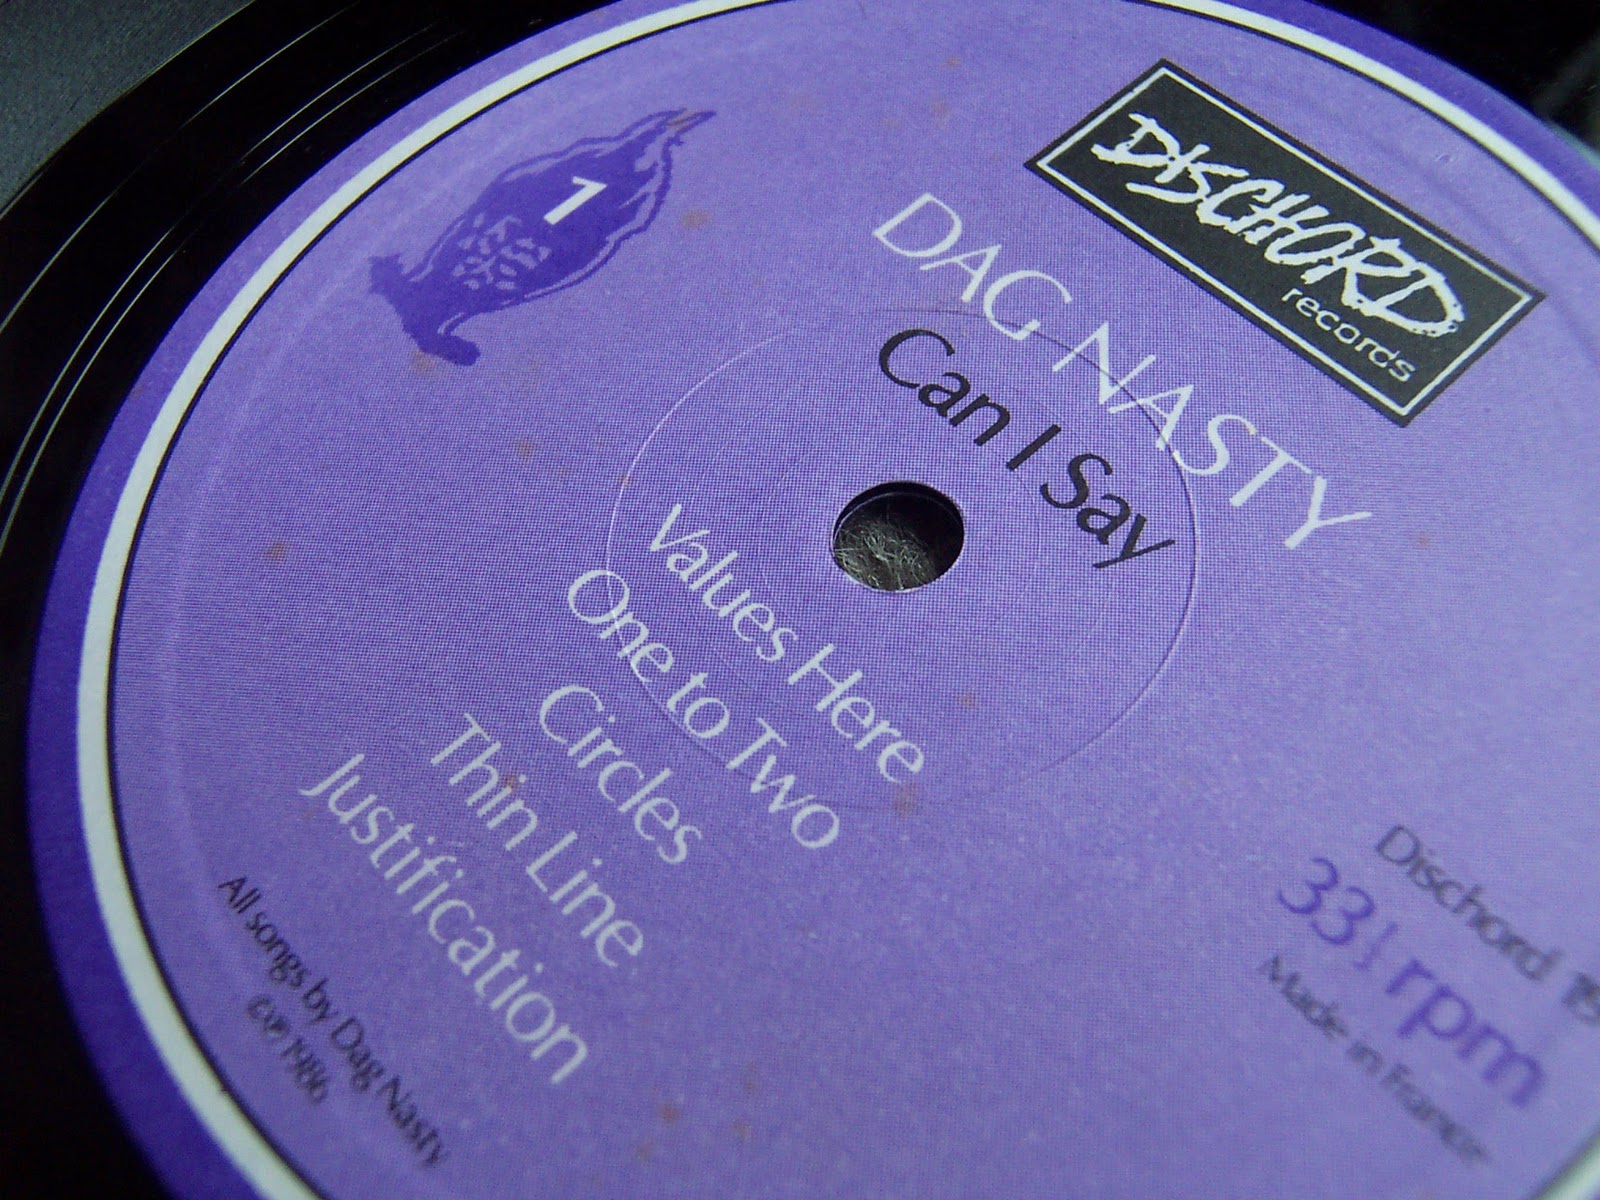 DISCHORD
records
DAG NASTY
Can I Say
1
Values Here
One to Two
Circles
Thin Line
Justification
All songs by Dag Nasty
©℗ 1986
Dischord
33⅓ rpm
Made in France